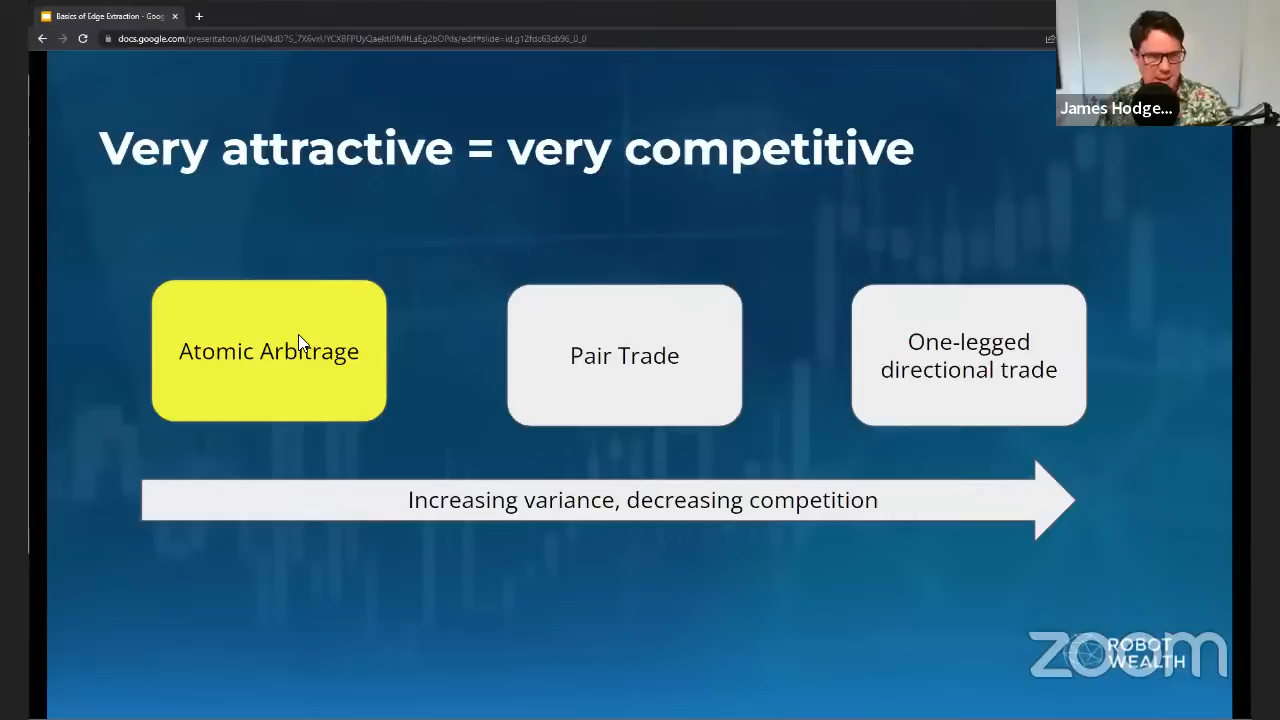 Basics of Edge Extraction - Goog
James Hodge...
Very attractive = very competitive
Atomic Arbitrage
Pair Trade
One-legged
directional trade
Increasing variance, decreasing competition
zoom
ROBOT
WEALTH